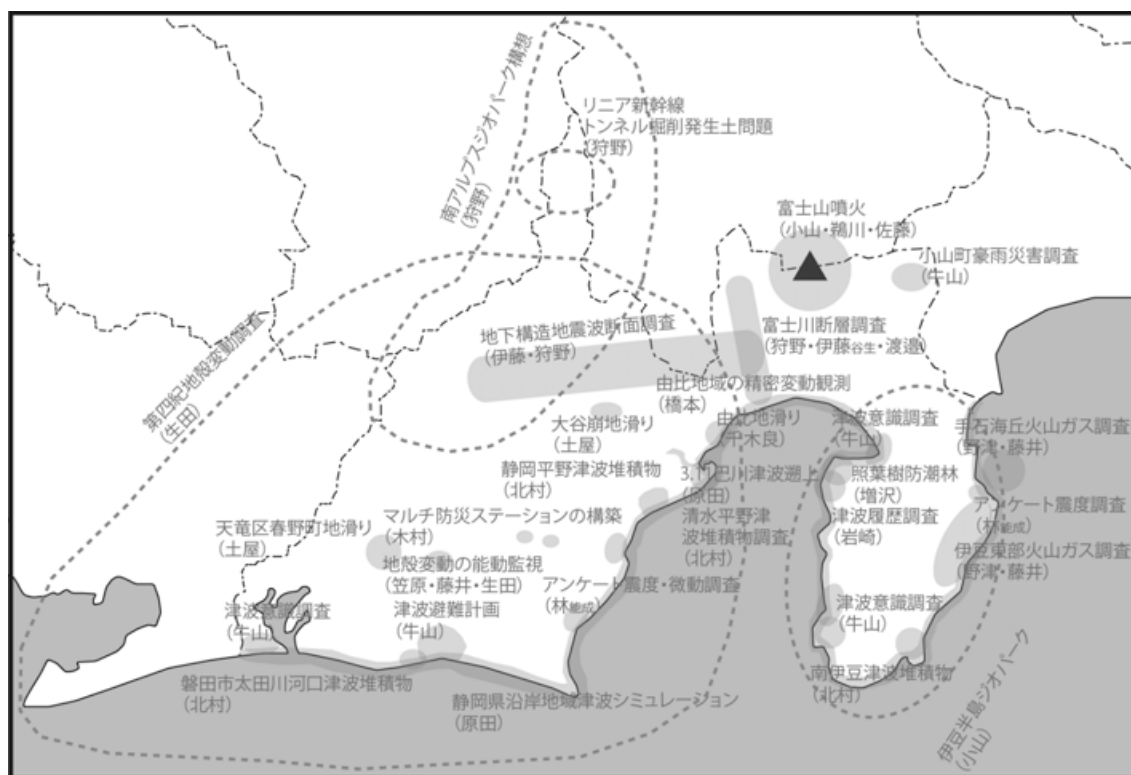 南アルプスジオパーク構想
(狩野)
リニア新幹線
トンネル掘削発生土問題
(狩野)
富士山噴火
(小山・鵜川・佐藤)
小山町豪雨災害調査
(牛山)
第四紀地殻変動調査
(生田)
地下構造地震波断面調査
(伊藤・狩野)
富士川断層調査
(狩野・伊藤谷生・渡邉)
由比地域の精密変動観測
(橋本)
大谷崩地滑り
(土屋)
由比地滑り
(千木良)
津波意識調査
(牛山)
手石海丘火山ガス調査
(野津・藤井)
静岡平野津波堆積物
(北村)
3.11巴川津波遡上
(原田)
照葉樹防潮林
(増沢)
アンケート震度調査
(林能成)
天竜区春野町地滑り
(土屋)
マルチ防災ステーションの構築
(木村)
清水平野津
波堆積物調査
(北村)
津波履歴調査
(岩崎)
伊豆東部火山ガス調査
(野津・藤井)
地殻変動の能動監視
(笠原・藤井・生田)
アンケート震度・微動調査
(林能成)
津波意識調査
(牛山)
津波避難計画
(牛山)
津波意識調査
(牛山)
磐田市太田川河口津波堆積物
(北村)
静岡県沿岸地域津波シミュレーション
(原田)
南伊豆津波堆積物
(北村)
伊豆半島ジオパーク
(小山)